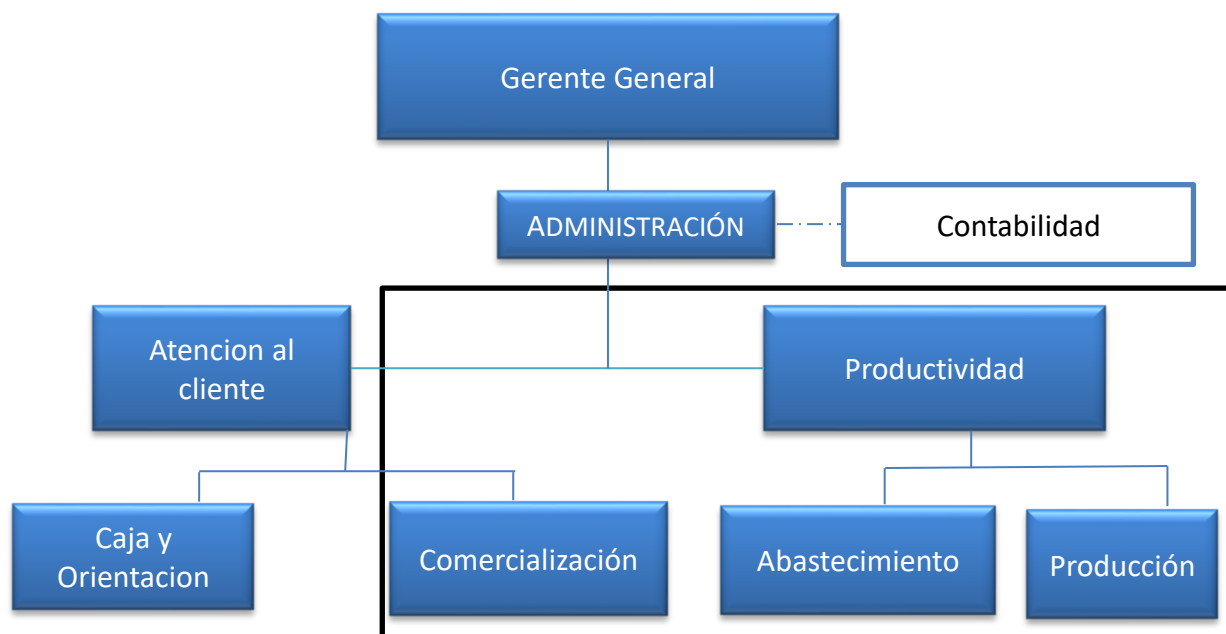 Gerente General
ADMINISTRACIÓN
Contabilidad
Atencion al
cliente
Productividad
Caja y
Orientacion
Comercialización
Abastecimiento
Producción